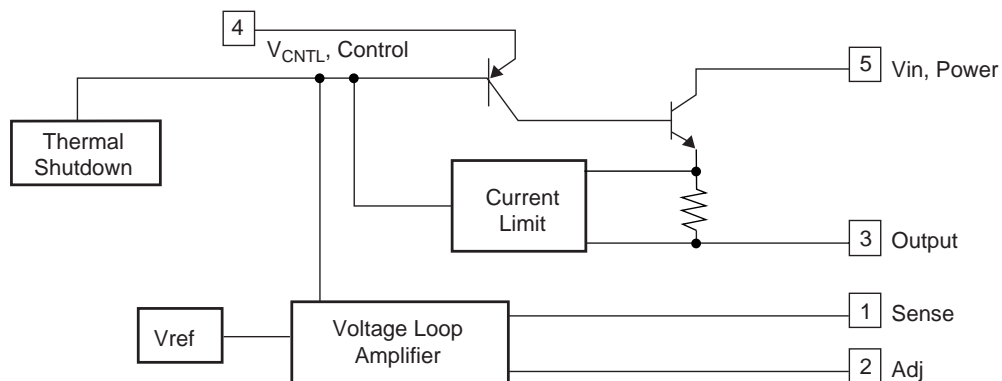 4
VCNTL, Control
5 Vin, Power
Thermal
Shutdown
Current
Limit
3 Output
1 Sense
Vref
Voltage Loop
Amplifier
2 Adj